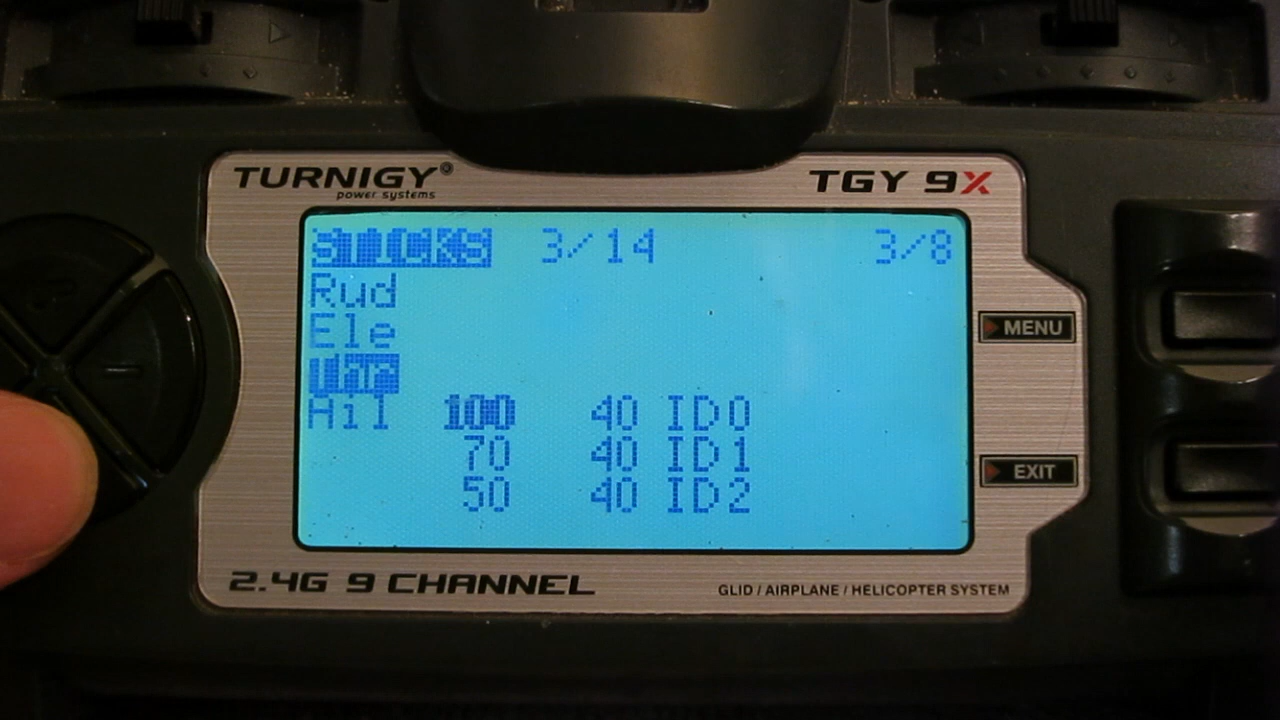 TURNIGY®
power systems
TGY 9X
STICKS 3/14 3/8
Rud
Ele
Thr
Ail 100 40 ID0
70 40 ID1
50 40 ID2
MENU
EXIT
2.4G 9 CHANNEL
GLID / AIRPLANE / HELICOPTER SYSTEM